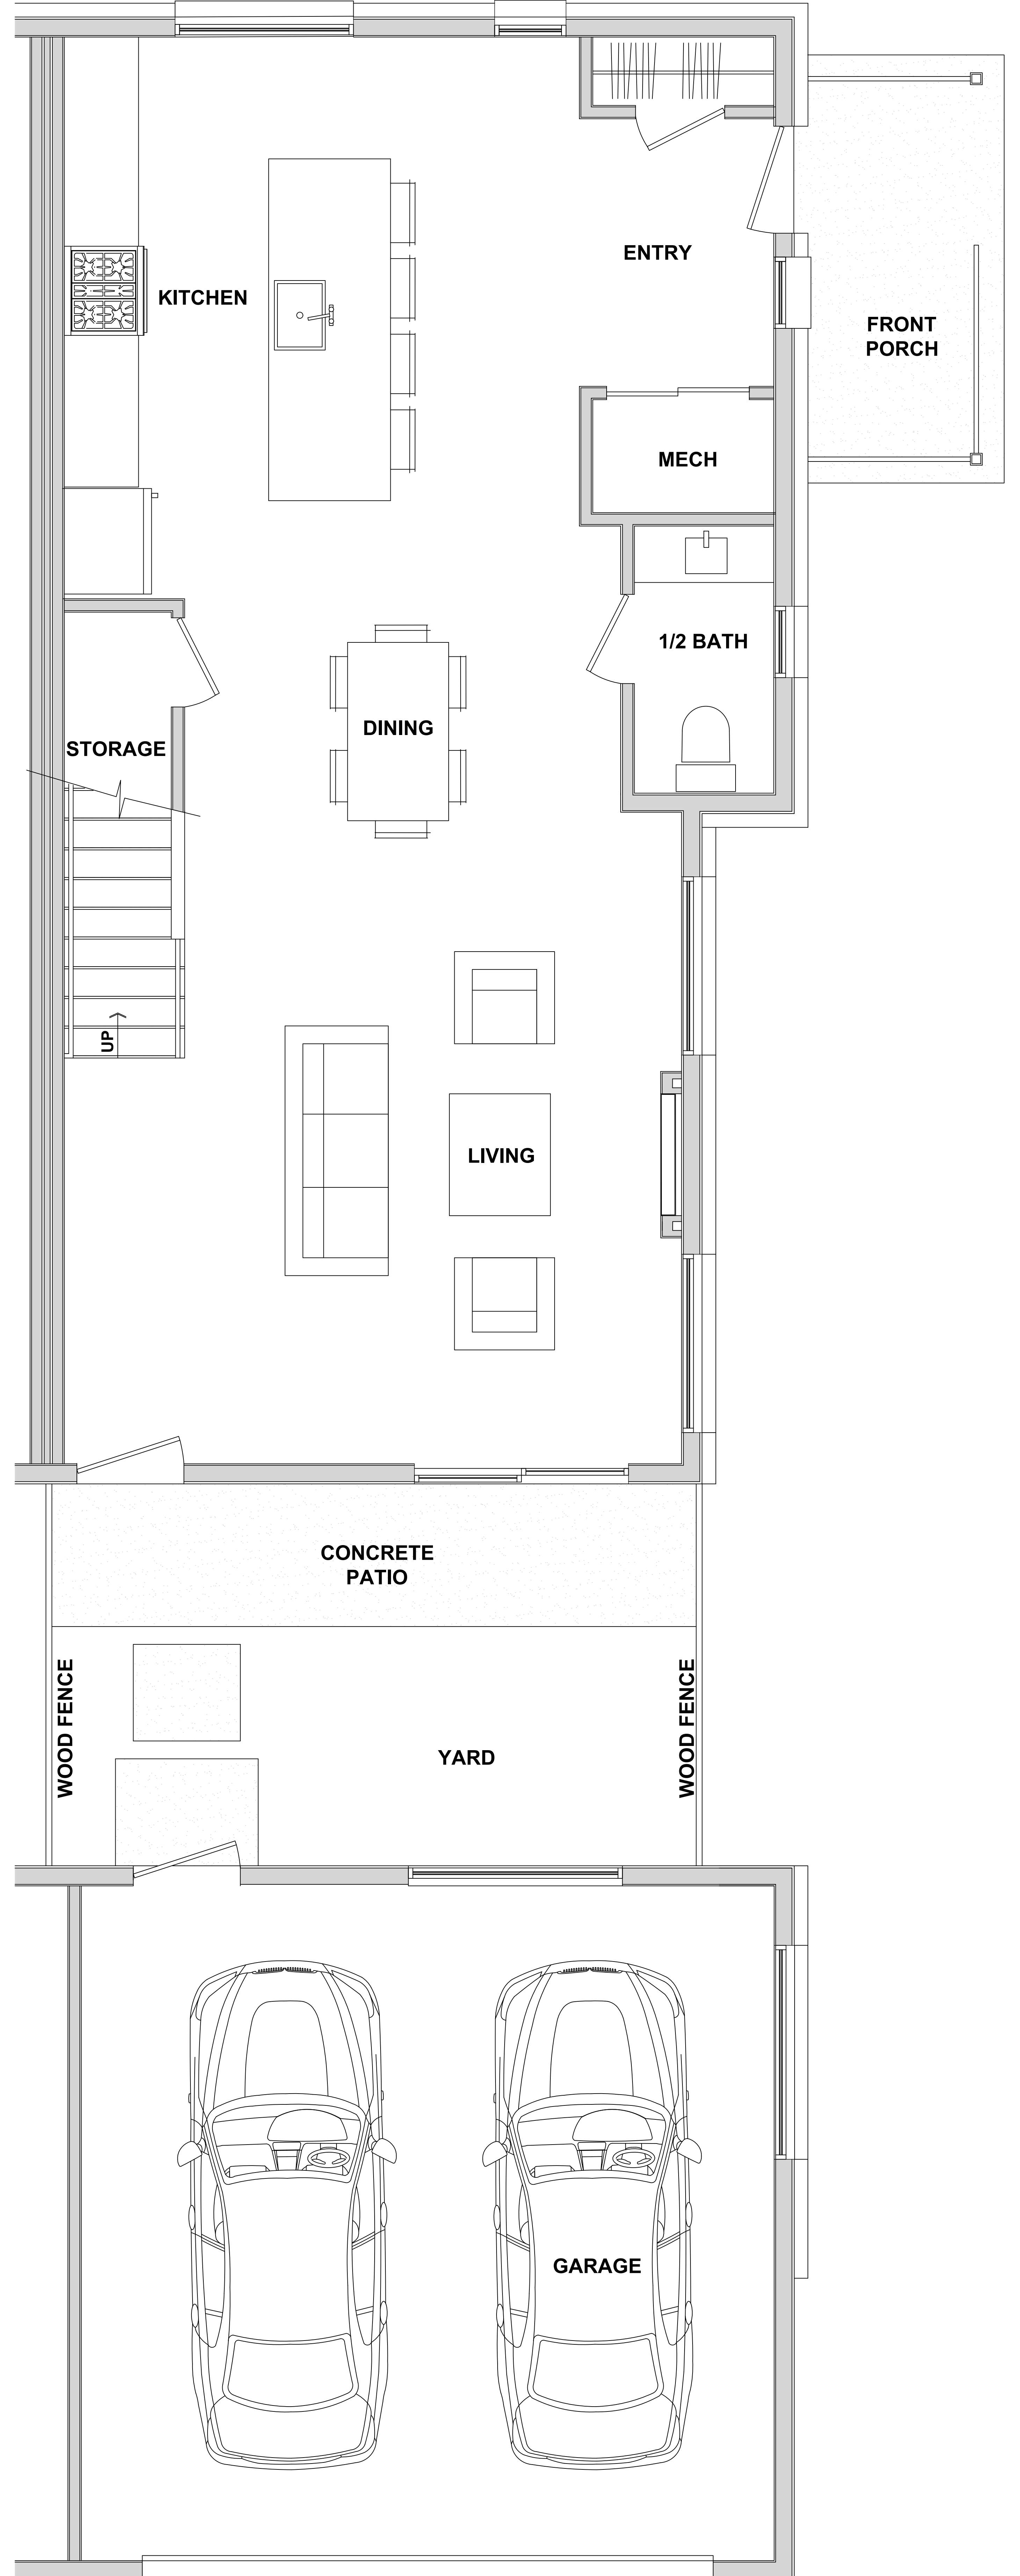 ENTRY
KITCHEN
FRONT
PORCH
MECH
1/2 BATH
DINING
STORAGE
UP
LIVING
CONCRETE
PATIO
WOOD FENCE
WOOD FENCE
YARD
GARAGE